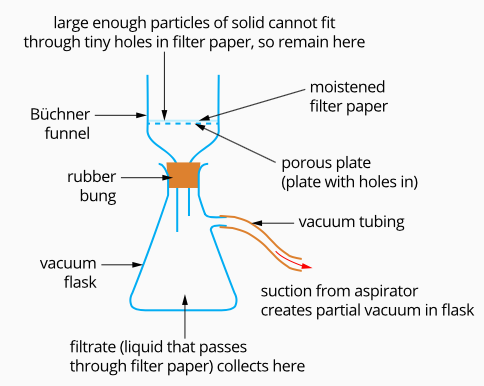 large enough particles of solid cannot fit
through tiny holes in filter paper, so remain here
moistened
filter paper
Büchner
funnel
porous plate
(plate with holes in)
rubber
bung
vacuum tubing
vacuum
flask
suction from aspirator
creates partial vacuum in flask
filtrate (liquid that passes
through filter paper) collects here